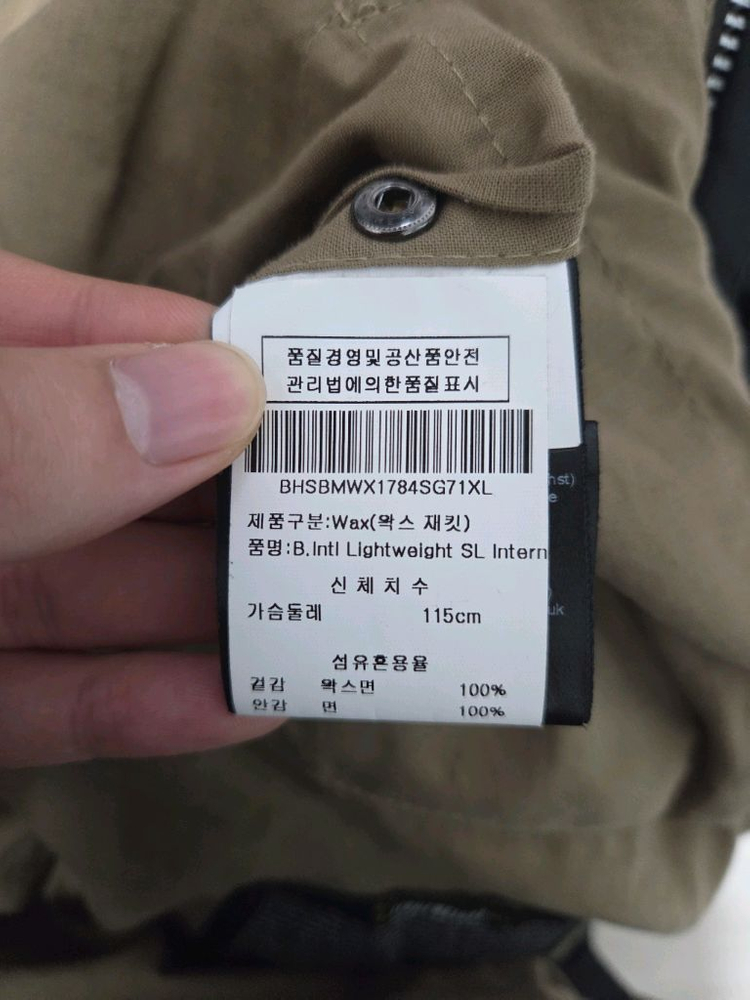 품질경영및공산품안전
관리법에의한품질표시
BHSBMWX1784SG71XL
제품구분:Wax(왁스 재킷)
품명:B.Intl Lightweight SL Intern
신체치수
가슴둘레 115cm
섬유혼용율
겉감 왁스면 100%
안감 면 100%